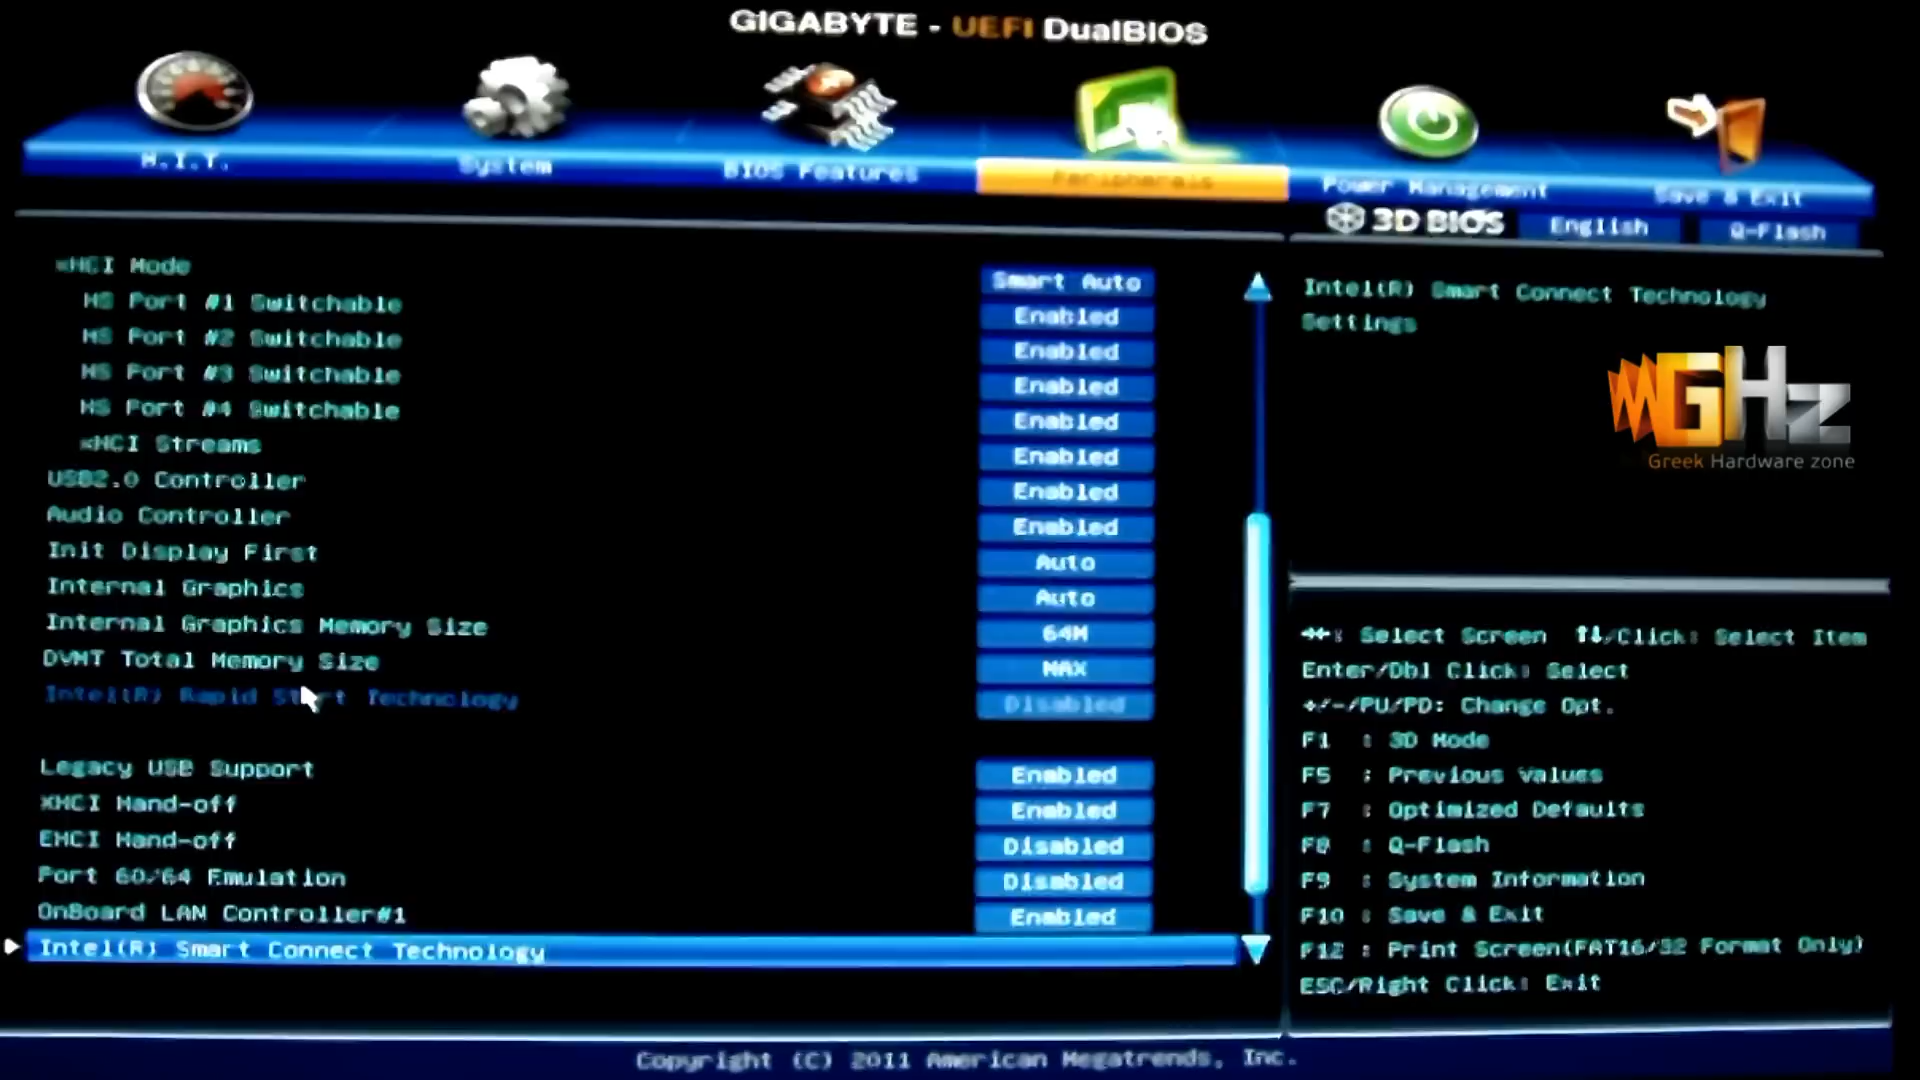 GIGABYTE - UEFI DualBIOS
M.I.T.
System
BIOS Features
Peripherals
Power Management
Save & Exit
3D BIOS
English
Q-Flash
xHCI Mode Smart Auto
HS Port #1 Switchable Enabled
HS Port #2 Switchable Enabled
HS Port #3 Switchable Enabled
HS Port #4 Switchable Enabled
xHCI Streams Enabled
USB2.0 Controller Enabled
Audio Controller Enabled
Init Display First Auto
Internal Graphics Auto
Internal Graphics Memory Size 64M
DVMT Total Memory Size MAX
Intel(R) Rapid Start Technology Disabled
Legacy USB Support Enabled
XHCI Hand-off Enabled
EHCI Hand-off Disabled
Port 60/64 Emulation Disabled
OnBoard LAN Controller#1 Enabled
Intel(R) Smart Connect Technology
Intel(R) Smart Connect Technology
Settings
GHz
Greek Hardware zone
→←: Select Screen ↑↓/Click: Select Item
Enter/Dbl Click: Select
+/-/PU/PD: Change Opt.
F1 : 3D Mode
F5 : Previous Values
F7 : Optimized Defaults
F8 : Q-Flash
F9 : System Information
F10 : Save & Exit
F12 : Print Screen(FAT16/32 Format Only)
ESC/Right Click: Exit
Copyright (C) 2011 American Megatrends, Inc.